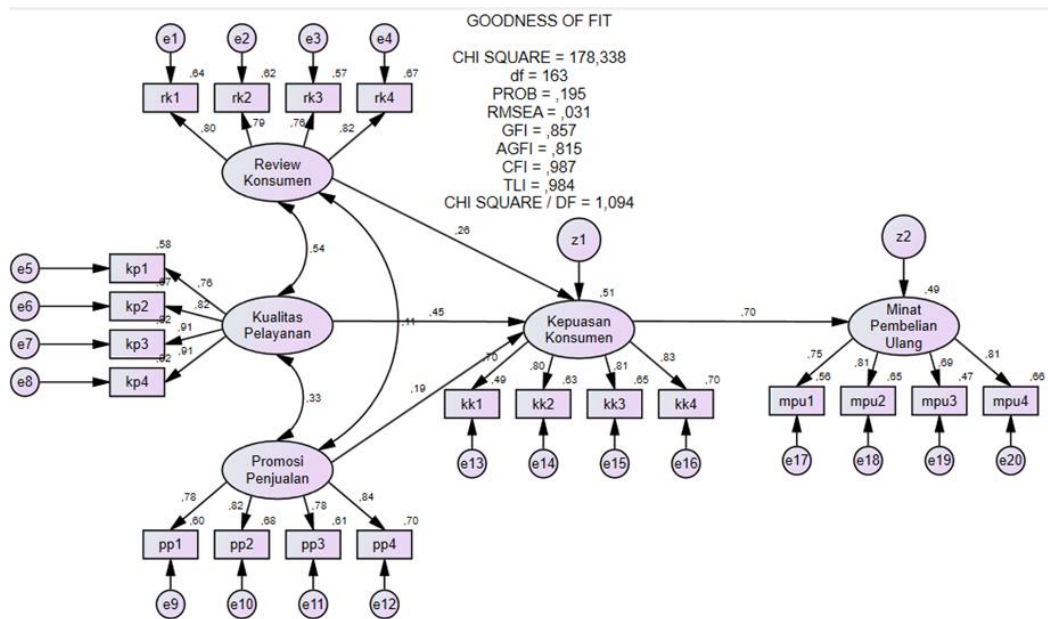 GOODNESS OF FIT
CHI SQUARE = 178,338
df = 163
PROB = ,195
RMSEA = ,031
GFI = ,857
AGFI = ,815
CFI = ,987
TLI = ,984
CHI SQUARE / DF = 1,094
e1 e2 e3 e4
,64 ,62 ,57 ,67
rk1 rk2 rk3 rk4
,80 ,79 ,76 ,82
Review
Konsumen
,26
,54
,11
e5 kp1 ,58
e6 kp2
e7 kp3
e8 kp4
,76
,82
,91
,91
Kualitas
Pelayanan
,45
,33
Promosi
Penjualan
,19
,78 ,82 ,78 ,84
,60 ,68 ,61 ,70
pp1 pp2 pp3 pp4
e9 e10 e11 e12
z1
,51
Kepuasan
Konsumen
,70
,70 ,80 ,81 ,83
,49 ,63 ,65 ,70
kk1 kk2 kk3 kk4
e13 e14 e15 e16
z2
,49
Minat
Pembelian
Ulang
,75 ,81 ,69 ,81
,56 ,65 ,47 ,66
mpu1 mpu2 mpu3 mpu4
e17 e18 e19 e20